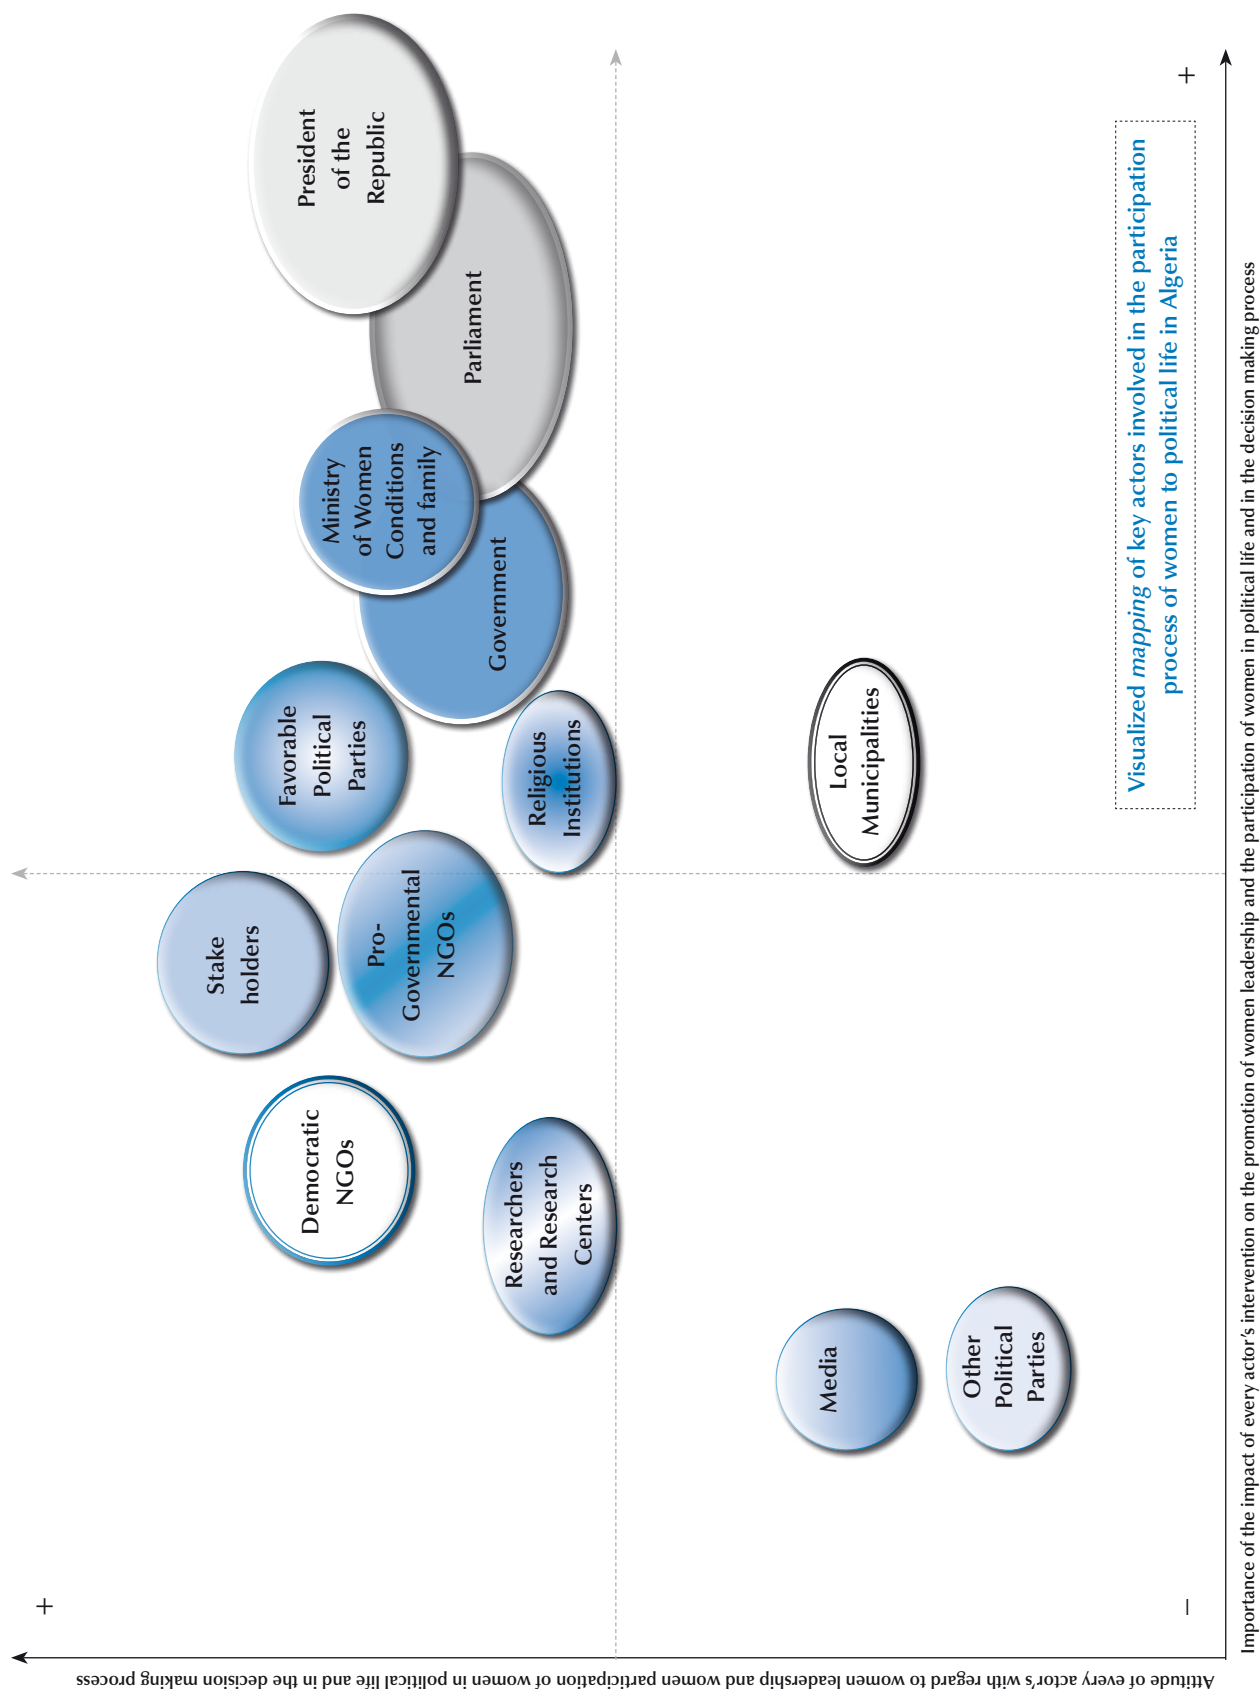 +
Attitude of every actor's with regard to women leadership and women participation of women in political life and in the decision making process
Stake
holders
Democratic
NGOs
Favorable
Political
Parties
President
of the
Republic
Pro-
Governmental
NGOs
Ministry
of Women
Conditions
and family
Parliament
Government
Researchers
and Research
Centers
Religious
Institutions
Media
Local
Municipalities
Other
Political
Parties
Visualized mapping of key actors involved in the participation
process of women to political life in Algeria
–
+
Importance of the impact of every actor's intervention on the promotion of women leadership and the participation of women in political life and in the decision making process